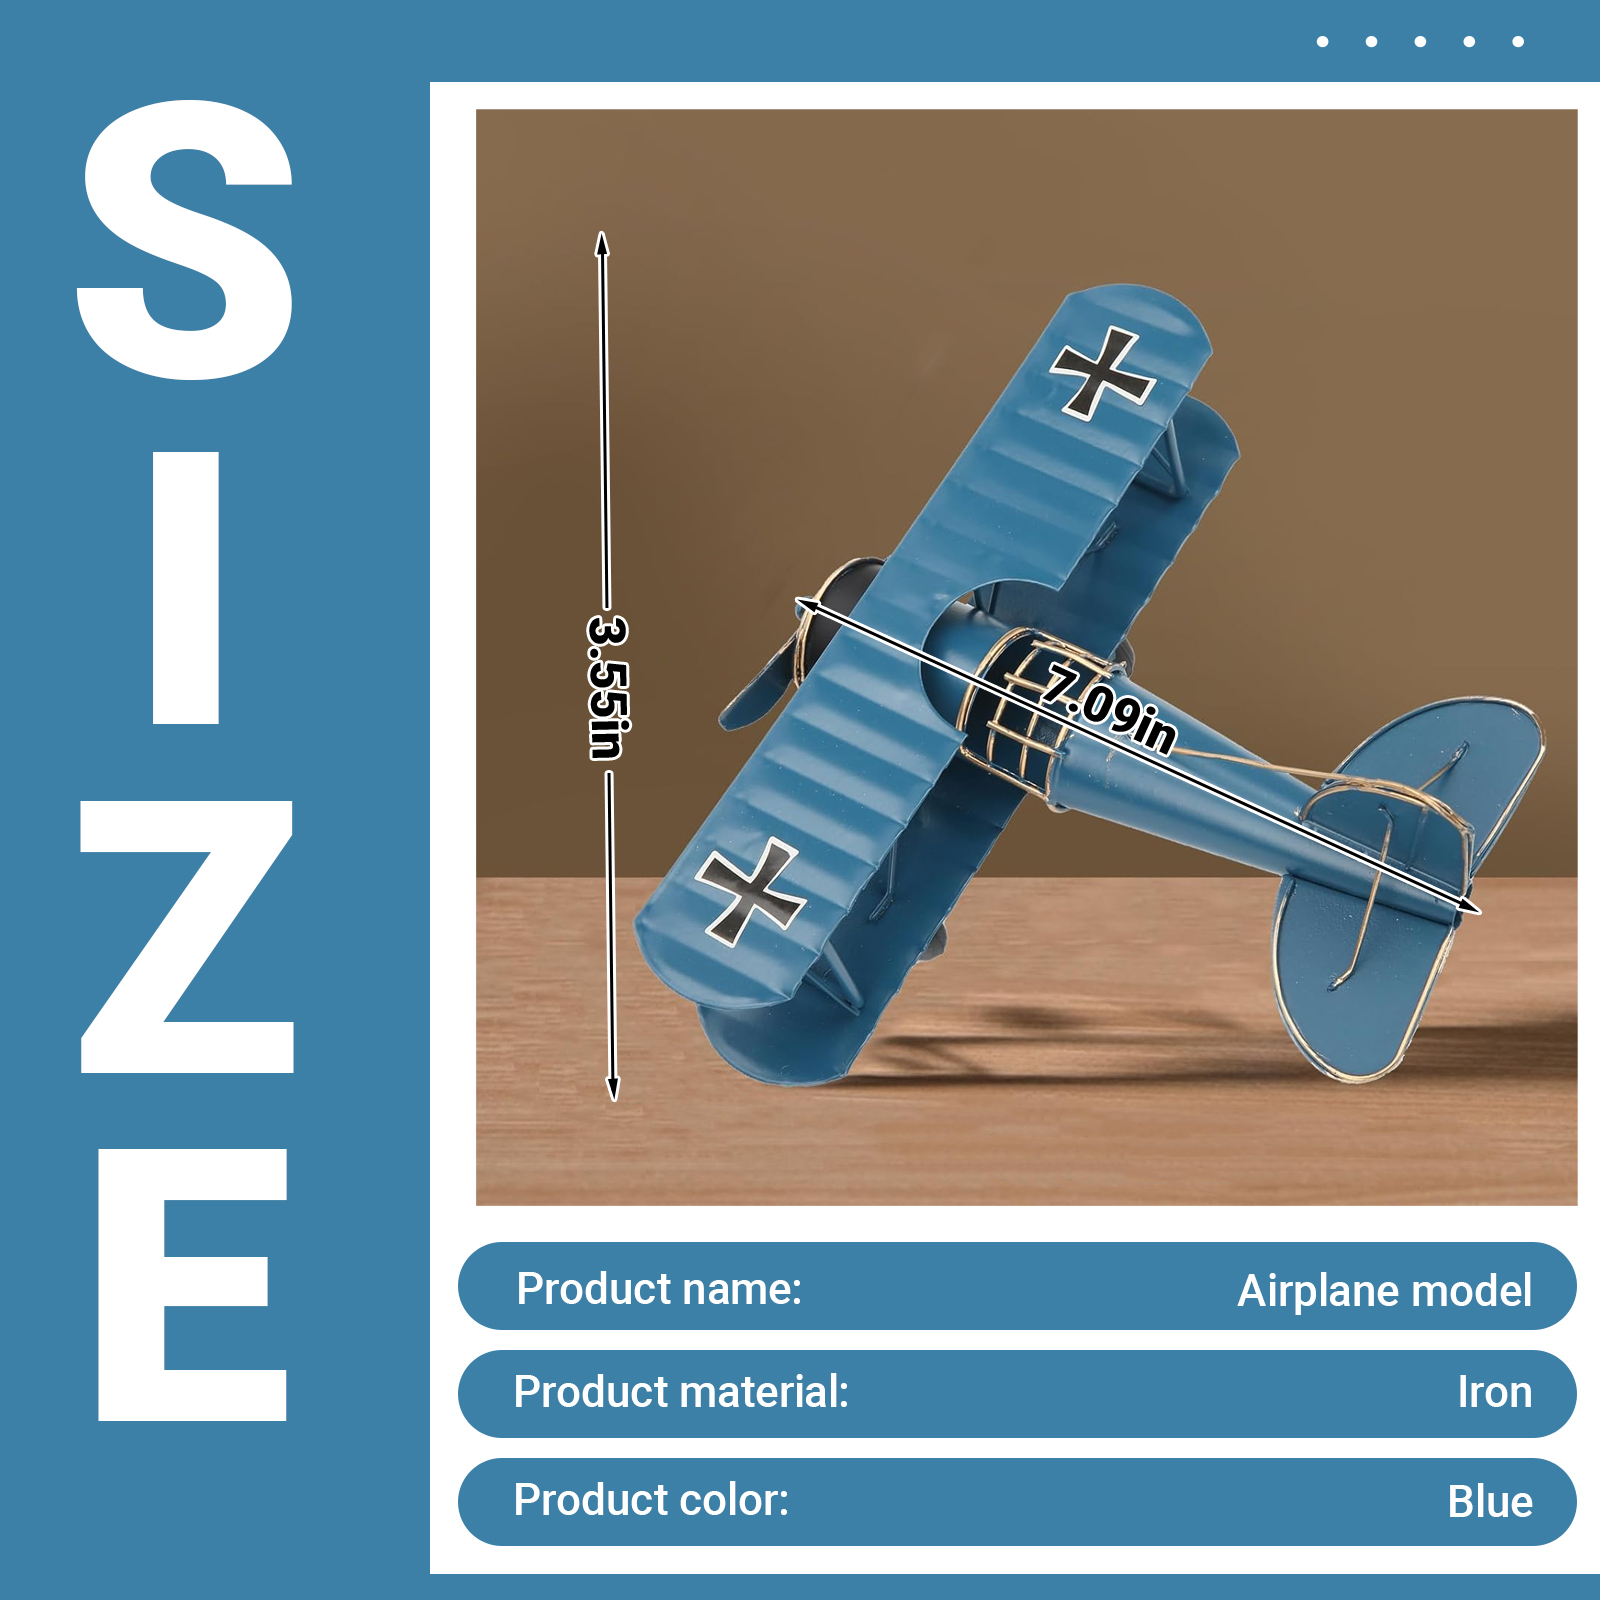 SIZE
3.55in
7.09in
Product name: Airplane model
Product material: Iron
Product color: Blue